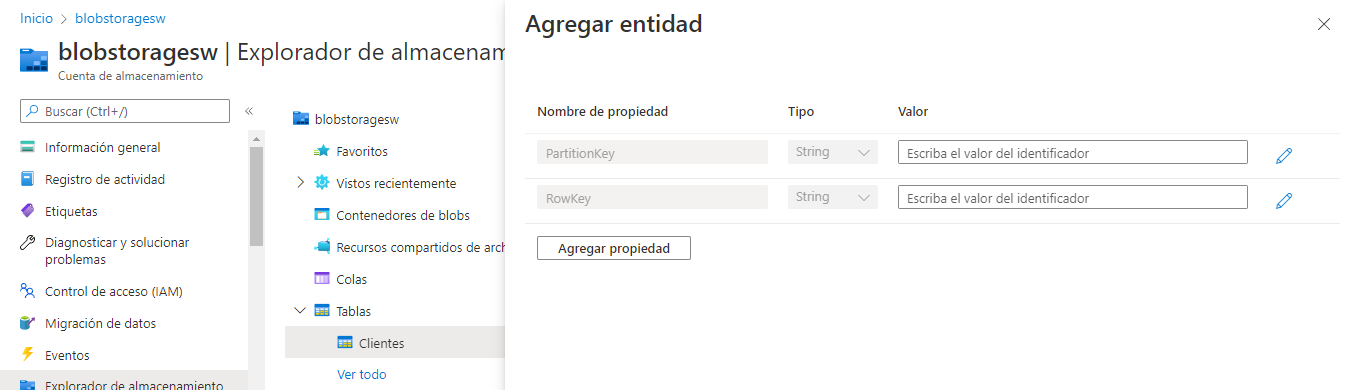 Inicio > blobstoragesw
blobstoragesw | Explorador de almacenam
Cuenta de almacenamiento
Buscar (Ctrl+/)
«
Información general
Registro de actividad
Etiquetas
Diagnosticar y solucionar
problemas
Control de acceso (IAM)
Migración de datos
Eventos
Explorador de almacenamiento
blobstoragesw
Favoritos
Vistos recientemente
Contenedores de blobs
Recursos compartidos de arch
Colas
Tablas
Clientes
Ver todo
Agregar entidad
Nombre de propiedad Tipo Valor
PartitionKey String Escriba el valor del identificador
RowKey String Escriba el valor del identificador
Agregar propiedad